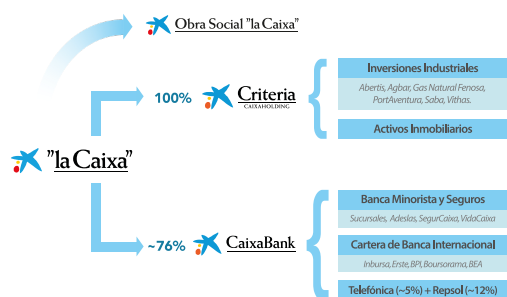 Obra Social "la Caixa"
100%
Criteria
CAIXAHOLDING
Inversiones Industriales
Abertis, Agbar, Gas Natural Fenosa,
PortAventura, Saba, Vithas.
Activos Inmobiliarios
"la Caixa"
~76%
CaixaBank
Banca Minorista y Seguros
Sucursales, Adeslas, SegurCaixa, VidaCaixa
Cartera de Banca Internacional
Inbursa, Erste, BPI, Boursorama, BEA
Telefónica (~5%) + Repsol (~12%)